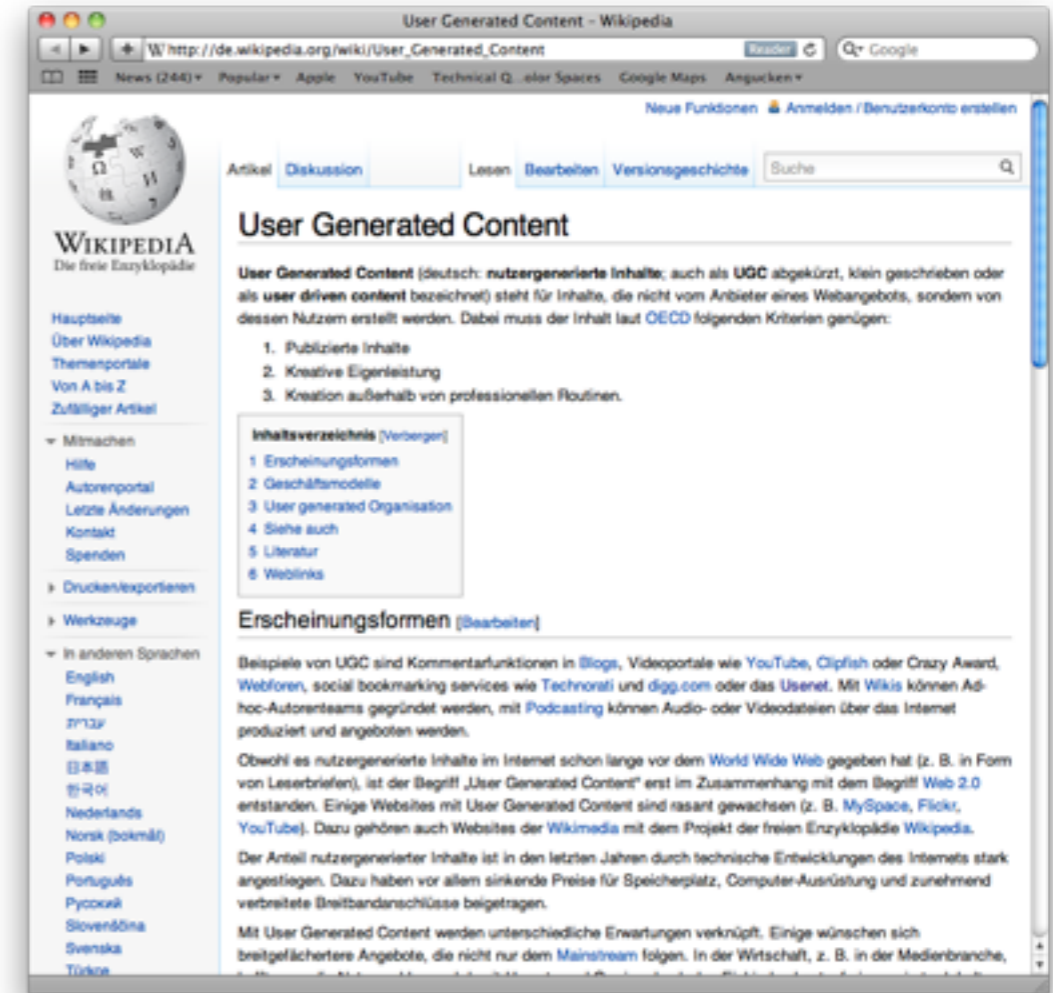 User Generated Content – Wikipedia
W http://de.wikipedia.org/wiki/User_Generated_Content
Reader
Google
News (244) Popular Apple YouTube Technical Q…olor Spaces Google Maps Angucken
Neue Funktionen Anmelden / Benutzerkonto erstellen
Artikel Diskussion Lesen Bearbeiten Versionsgeschichte Suche
WIKIPEDIA
Die freie Enzyklopädie
Hauptseite
Über Wikipedia
Themenportale
Von A bis Z
Zufälliger Artikel
Mitmachen
Hilfe
Autorenportal
Letzte Änderungen
Kontakt
Spenden
Drucken/exportieren
Werkzeuge
In anderen Sprachen
English
Français
עברית
Italiano
日本語
한국어
Nederlands
Norsk (bokmål)
Polski
Português
Русский
Slovenščina
Svenska
Türkçe
User Generated Content
User Generated Content (deutsch: nutzergenerierte Inhalte; auch als UGC abgekürzt, klein geschrieben oder
als user driven content bezeichnet) steht für Inhalte, die nicht vom Anbieter eines Webangebots, sondern von
dessen Nutzern erstellt werden. Dabei muss der Inhalt laut OECD folgenden Kriterien genügen:
1. Publizierte Inhalte
2. Kreative Eigenleistung
3. Kreation außerhalb von professionellen Routinen.
Inhaltsverzeichnis [Verbergen]
1 Erscheinungsformen
2 Geschäftsmodelle
3 User generated Organisation
4 Siehe auch
5 Literatur
6 Weblinks
Erscheinungsformen [Bearbeiten]
Beispiele von UGC sind Kommentarfunktionen in Blogs, Videoportale wie YouTube, Clipfish oder Crazy Award,
Webforen, social bookmarking services wie Technorati und digg.com oder das Usenet. Mit Wikis können Ad-
hoc-Autorenteams gegründet werden, mit Podcasting können Audio- oder Videodateien über das Internet
produziert und angeboten werden.
Obwohl es nutzergenerierte Inhalte im Internet schon lange vor dem World Wide Web gegeben hat (z. B. in Form
von Leserbriefen), ist der Begriff „User Generated Content“ erst im Zusammenhang mit dem Begriff Web 2.0
entstanden. Einige Websites mit User Generated Content sind rasant gewachsen (z. B. MySpace, Flickr,
YouTube). Dazu gehören auch Websites der Wikimedia mit dem Projekt der freien Enzyklopädie Wikipedia.
Der Anteil nutzergenerierter Inhalte ist in den letzten Jahren durch technische Entwicklungen des Internets stark
angestiegen. Dazu haben vor allem sinkende Preise für Speicherplatz, Computer-Ausrüstung und zunehmend
verbreitete Breitbandanschlüsse beigetragen.
Mit User Generated Content werden unterschiedliche Erwartungen verknüpft. Einige wünschen sich
breitgefächertere Angebote, die nicht nur dem Mainstream folgen. In der Wirtschaft, z. B. in der Medienbranche,